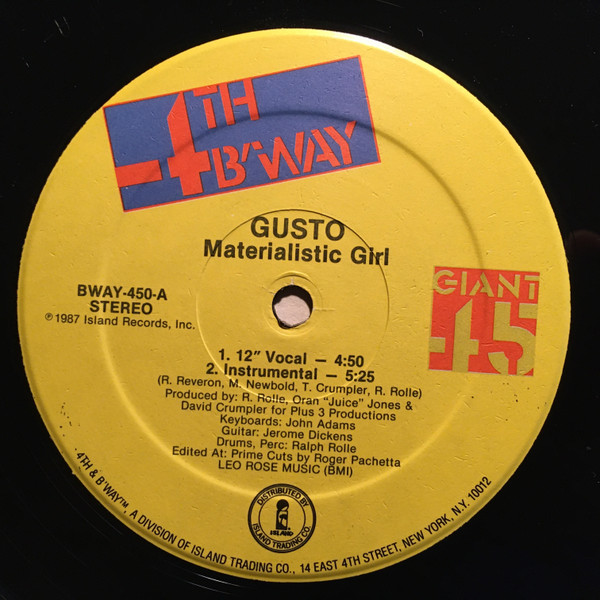 4TH
B'WAY
GUSTO
Materialistic Girl
BWAY-450-A
STEREO
℗ 1987 Island Records, Inc.
GIANT
45
1. 12″ Vocal — 4:50
2. Instrumental — 5:25
(R. Reveron, M. Newbold, T. Crumpler, R. Rolle)
Produced by: R. Rolle, Oran "Juice" Jones &
David Crumpler for Plus 3 Productions
Keyboards: John Adams
Guitar: Jerome Dickens
Drums, Perc: Ralph Rolle
Edited At: Prime Cuts by Roger Pachetta
LEO ROSE MUSIC (BMI)
DISTRIBUTED BY
ISLAND
ISLAND TRADING CO.
4TH & B'WAY™, A DIVISION OF ISLAND TRADING CO., 14 EAST 4TH STREET, NEW YORK, N.Y. 10012